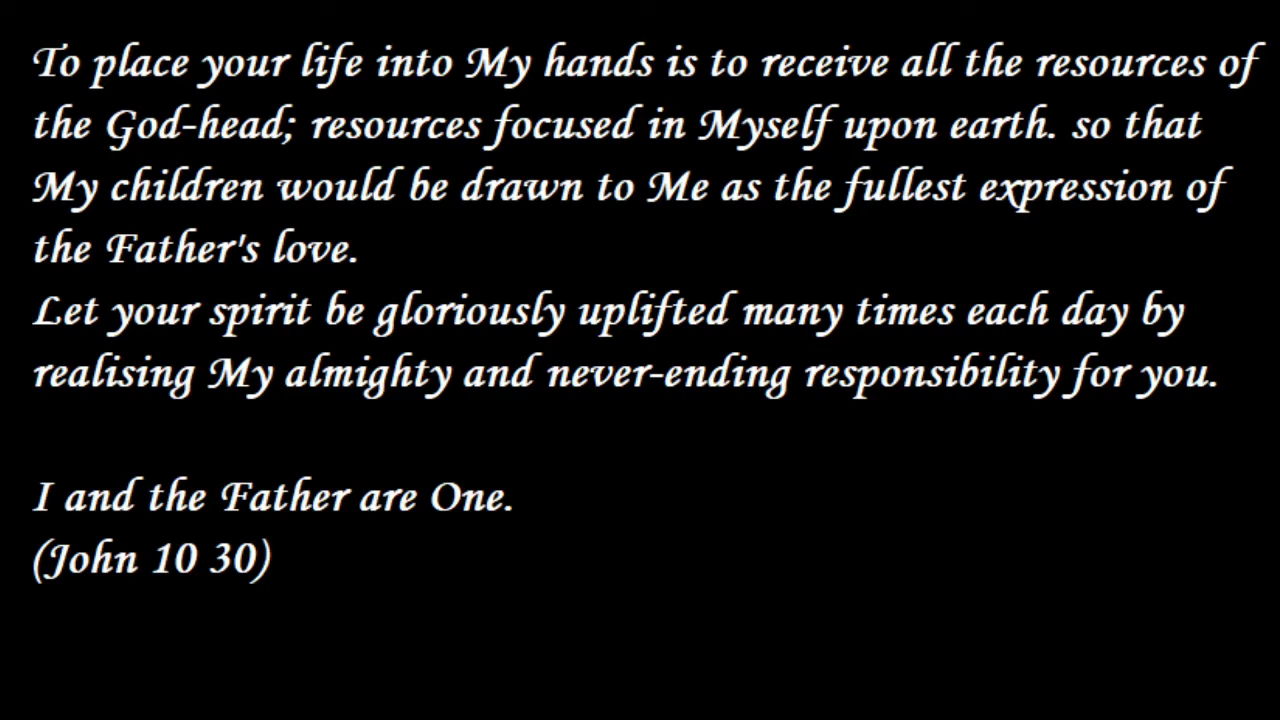 To place your life into My hands is to receive all the resources of
the God-head; resources focused in Myself upon earth. so that
My children would be drawn to Me as the fullest expression of
the Father's love.
Let your spirit be gloriously uplifted many times each day by
realising My almighty and never-ending responsibility for you.
I and the Father are One.
(John 10 30)